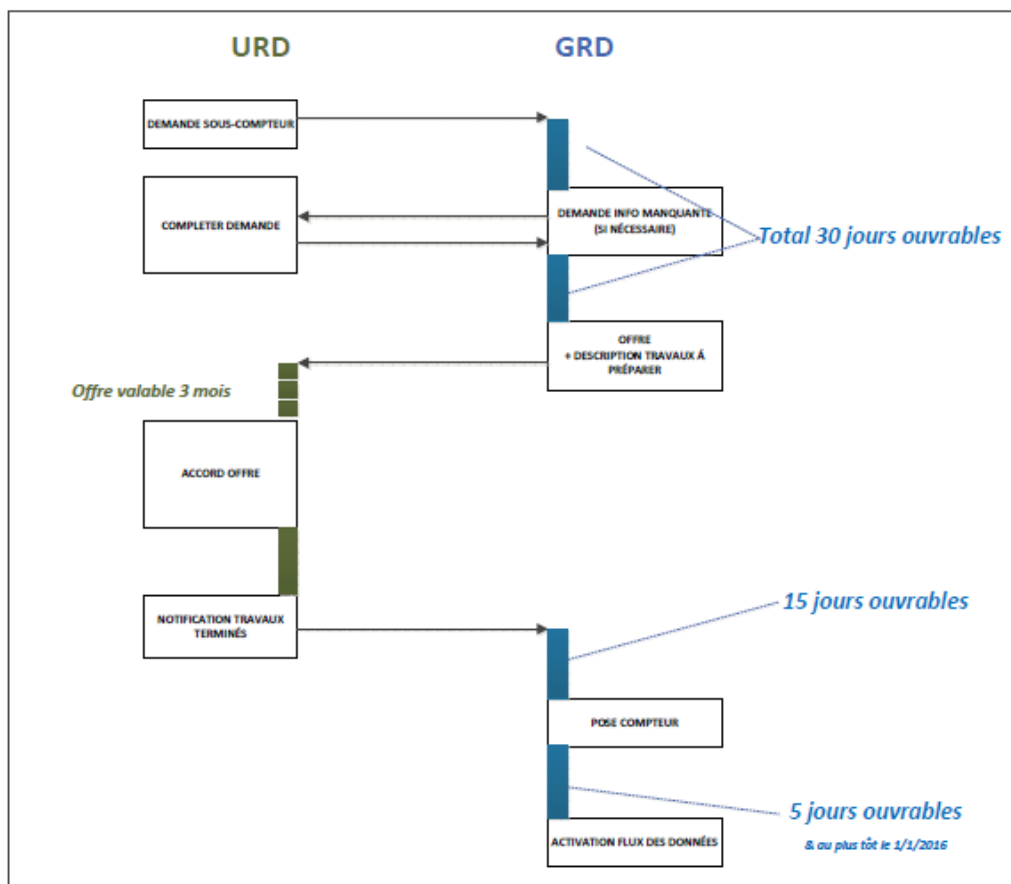 URD
GRD
DEMANDE SOUS-COMPTEUR
COMPLETER DEMANDE
DEMANDE INFO MANQUANTE
(SI NÉCESSAIRE)
Total 30 jours ouvrables
OFFRE
+ DESCRIPTION TRAVAUX Á
PRÉPARER
Offre valable 3 mois
ACCORD OFFRE
NOTIFICATION TRAVAUX
TERMINÉS
15 jours ouvrables
POSE COMPTEUR
5 jours ouvrables
& au plus tôt le 1/1/2016
ACTIVATION FLUX DES DONNÉES